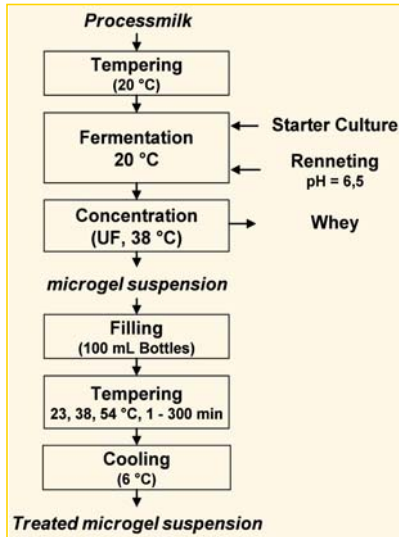 Processmilk
Tempering
(20 °C)
Fermentation
20 °C
Starter Culture
Renneting
pH = 6,5
Concentration
(UF, 38 °C)
Whey
microgel suspension
Filling
(100 mL Bottles)
Tempering
23, 38, 54 °C, 1 - 300 min
Cooling
(6 °C)
Treated microgel suspension